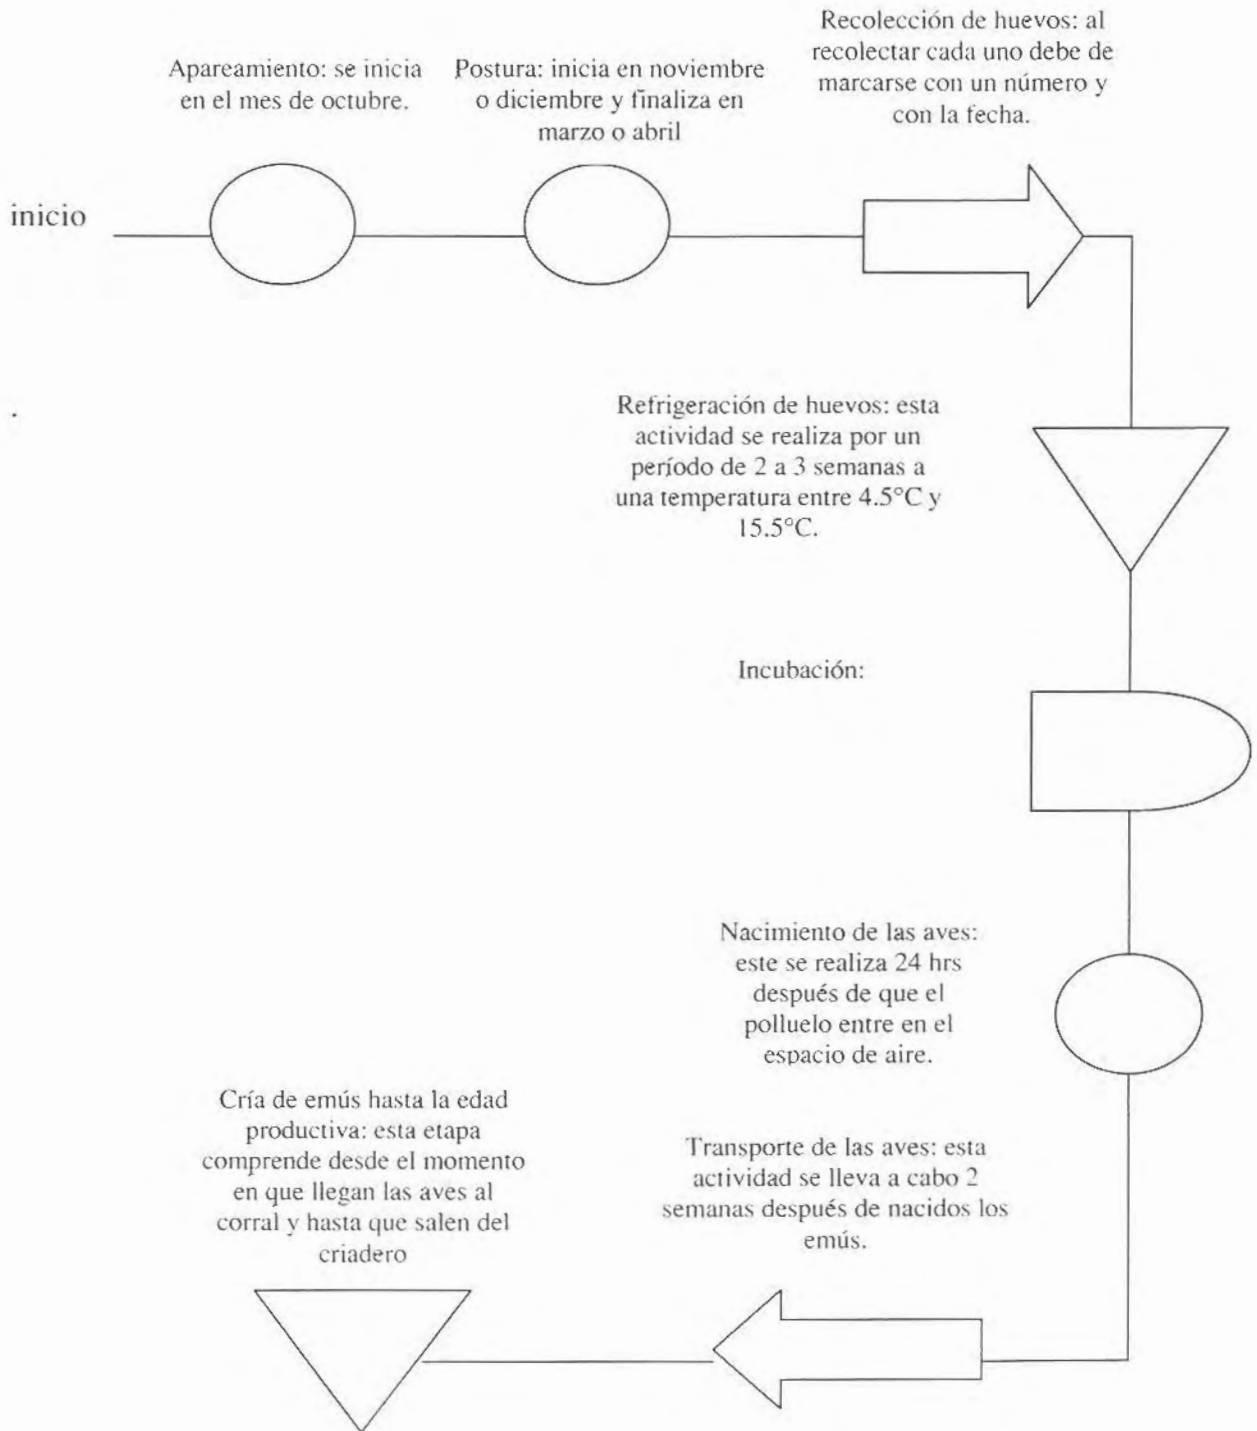 Apareamiento: se inicia
en el mes de octubre.
Postura: inicia en noviembre
o diciembre y finaliza en
marzo o abril
Recolección de huevos: al
recolectar cada uno debe de
marcarse con un número y
con la fecha.
inicio
Refrigeración de huevos: esta
actividad se realiza por un
período de 2 a 3 semanas a
una temperatura entre 4.5°C y
15.5°C.
Incubación:
Nacimiento de las aves:
este se realiza 24 hrs
después de que el
polluelo entre en el
espacio de aire.
Transporte de las aves: esta
actividad se lleva a cabo 2
semanas después de nacidos los
emús.
Cría de emús hasta la edad
productiva: esta etapa
comprende desde el momento
en que llegan las aves al
corral y hasta que salen del
criadero